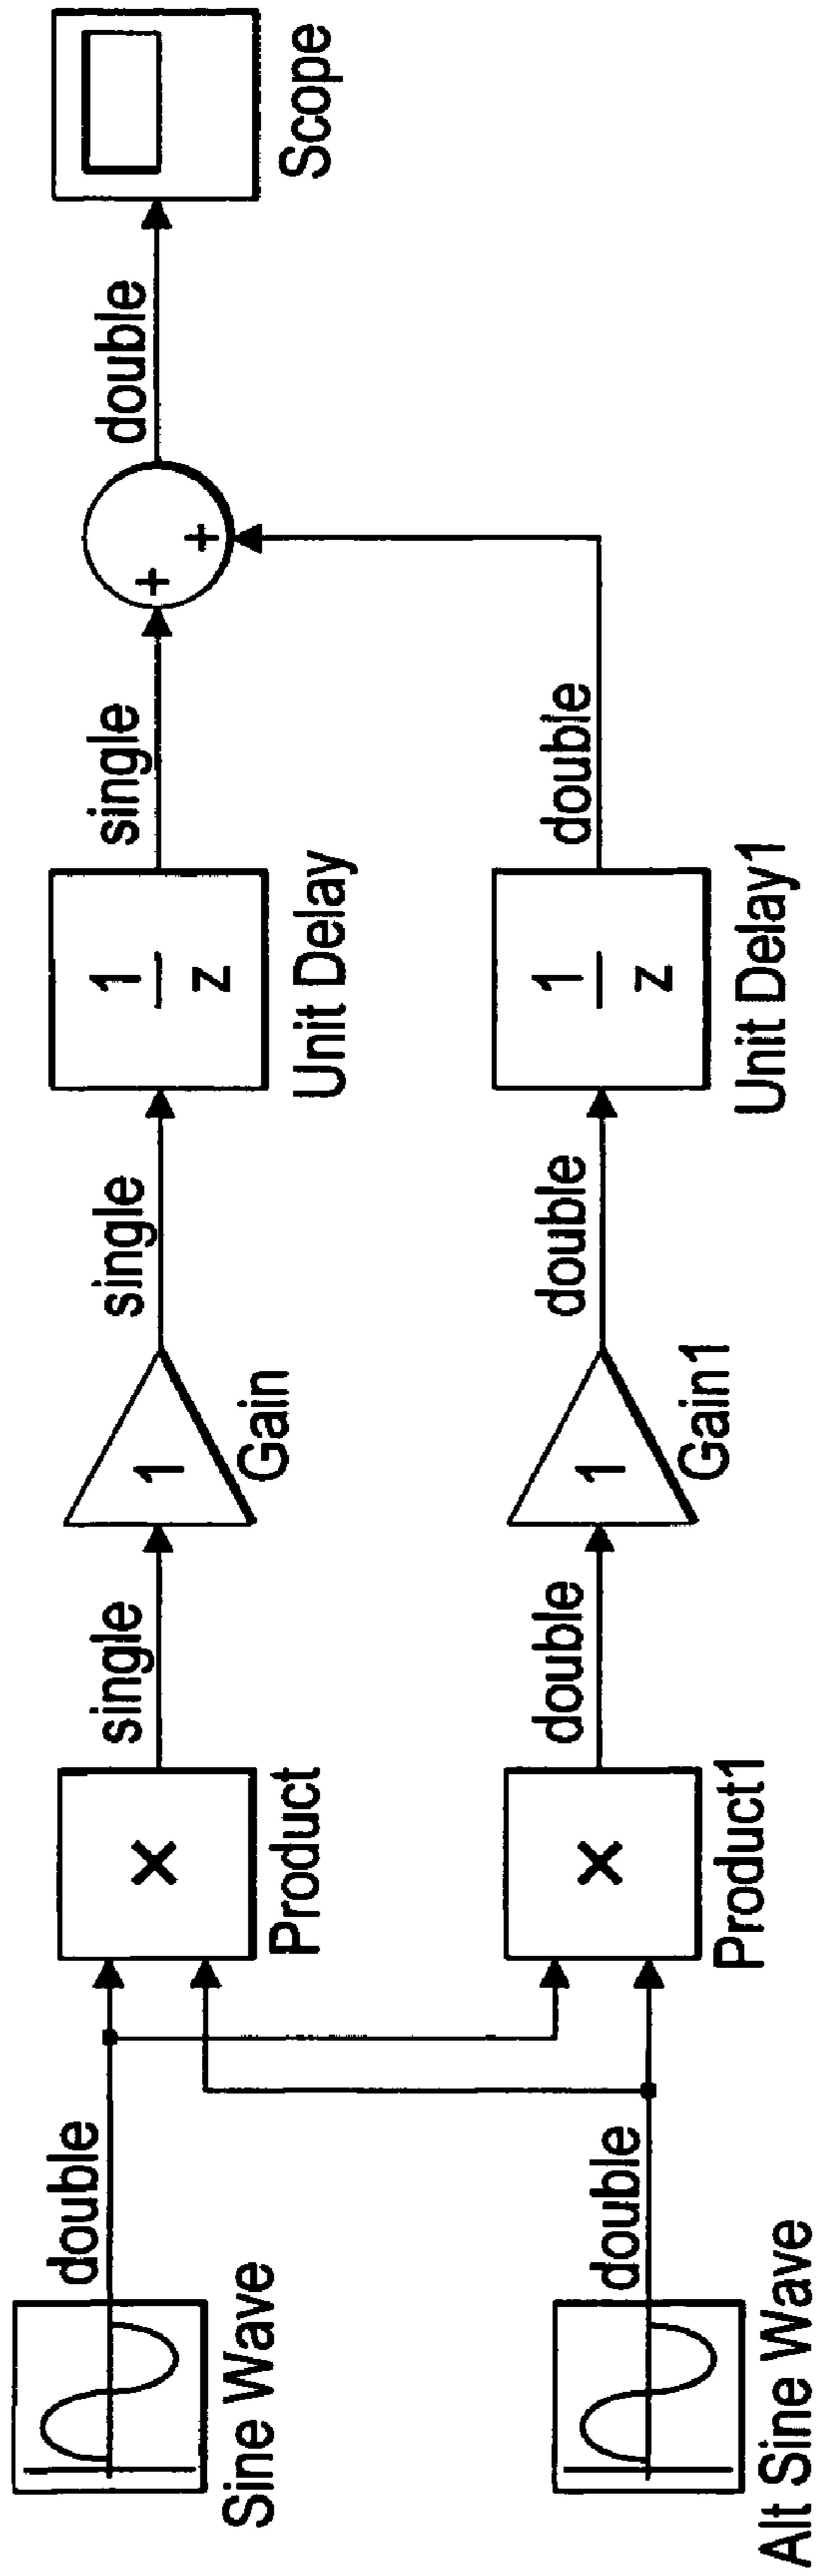 Sine Wave
double
×
Product
single
1
Gain
single
1
z
Unit Delay
single
+
+
double
Scope
Alt Sine Wave
double
×
Product1
double
1
Gain1
double
1
z
Unit Delay1
double